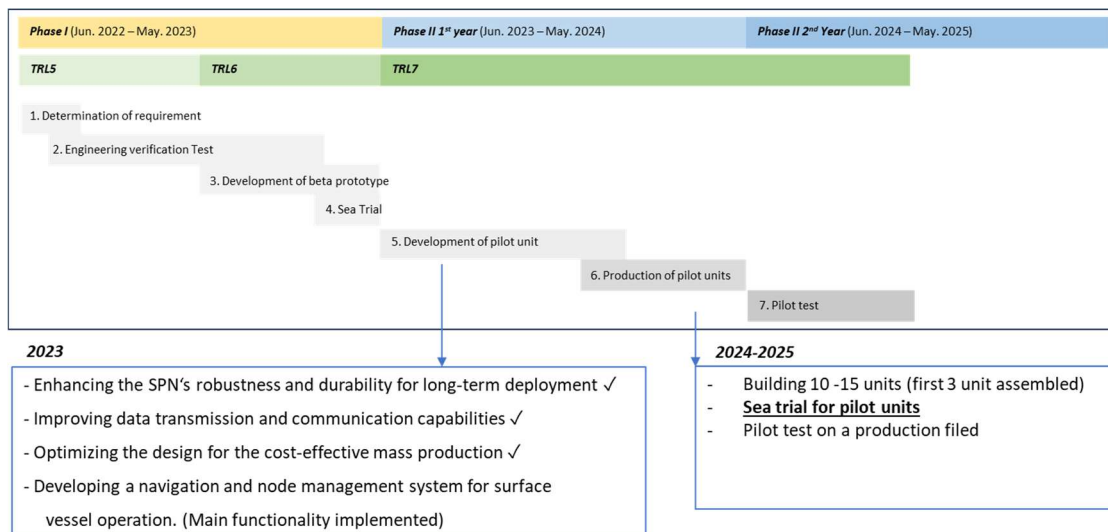 Phase I (Jun. 2022 – May. 2023)
Phase II 1st year (Jun. 2023 – May. 2024)
Phase II 2nd Year (Jun. 2024 – May. 2025)
TRL5
TRL6
TRL7
1. Determination of requirement
2. Engineering verification Test
3. Development of beta prototype
4. Sea Trial
5. Development of pilot unit
6. Production of pilot units
7. Pilot test
2023
- Enhancing the SPN‘s robustness and durability for long-term deployment ✓
- Improving data transmission and communication capabilities ✓
- Optimizing the design for the cost-effective mass production ✓
- Developing a navigation and node management system for surface
vessel operation. (Main functionality implemented)
2024-2025
- Building 10 -15 units (first 3 unit assembled)
- Sea trial for pilot units
- Pilot test on a production filed